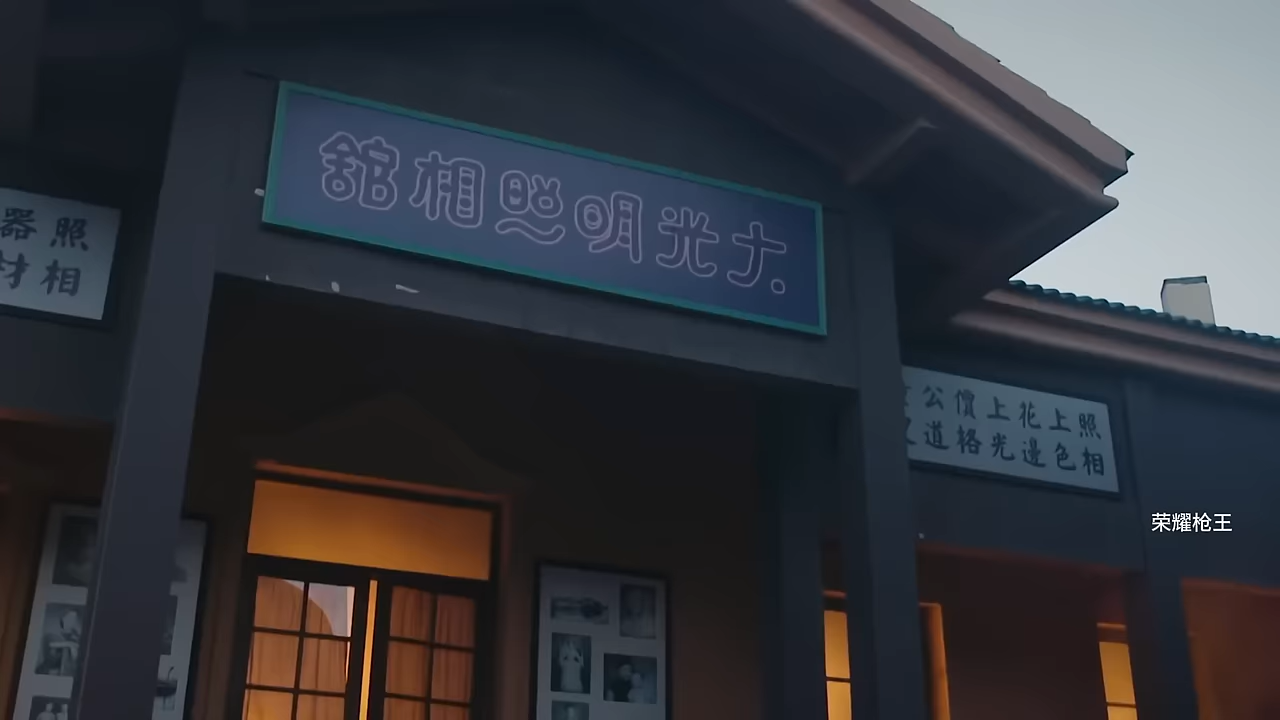 大光明照相舘
照相器材
照相上色花邊上光價格公道
荣耀枪王